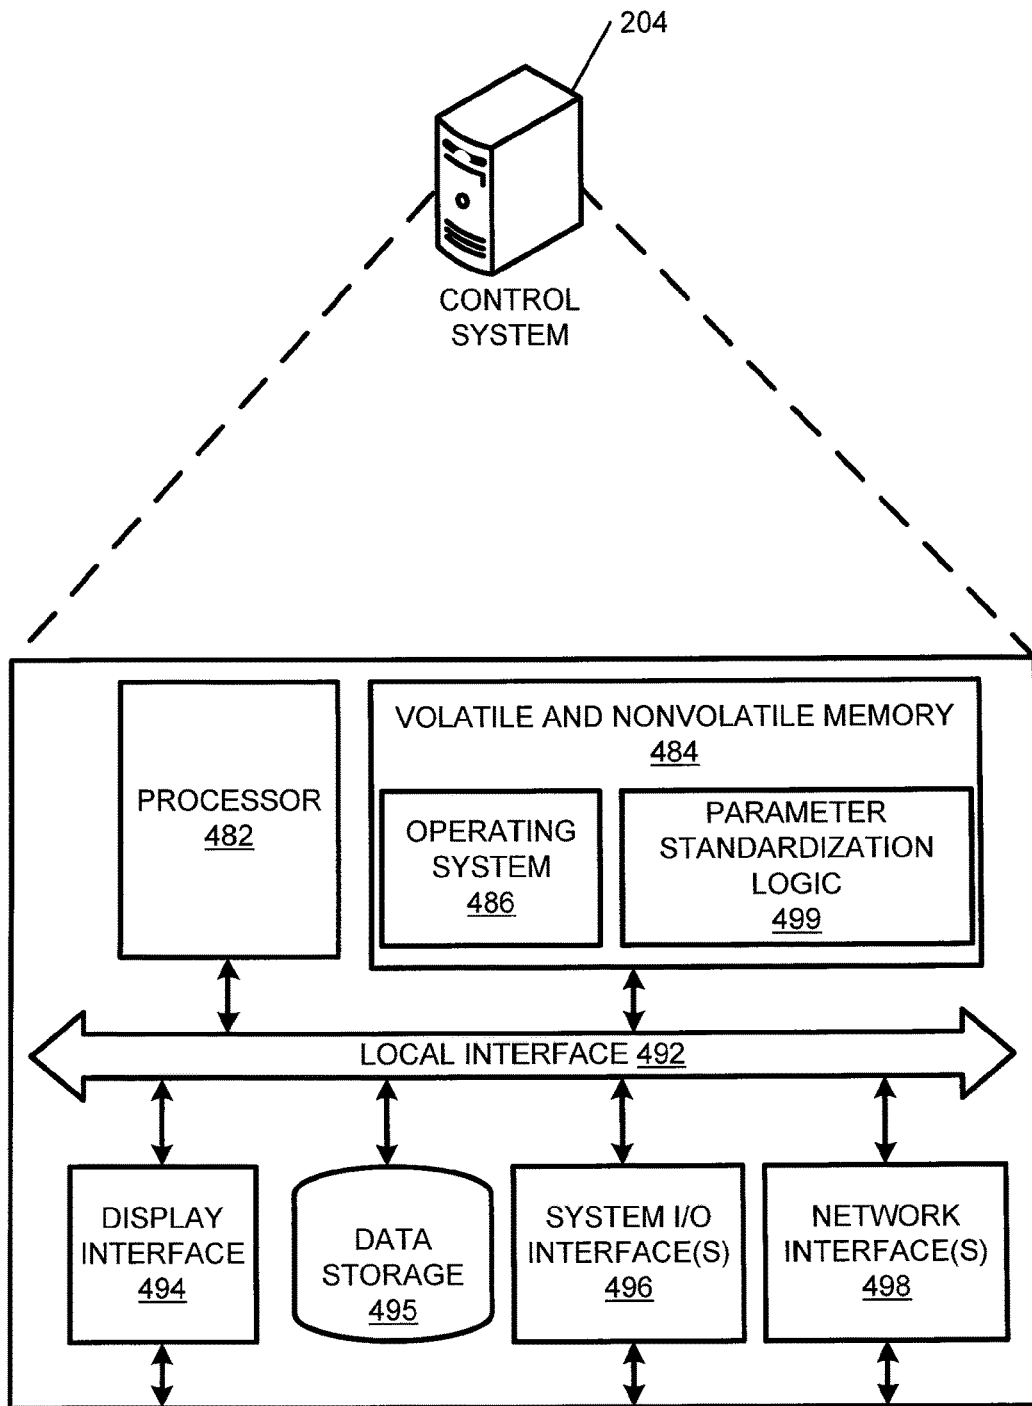 204
CONTROL
SYSTEM
PROCESSOR
482
VOLATILE AND NONVOLATILE MEMORY
484
OPERATING
SYSTEM
486
PARAMETER
STANDARDIZATION
LOGIC
499
LOCAL INTERFACE 492
DISPLAY
INTERFACE
494
DATA
STORAGE
495
SYSTEM I/O
INTERFACE(S)
496
NETWORK
INTERFACE(S)
498